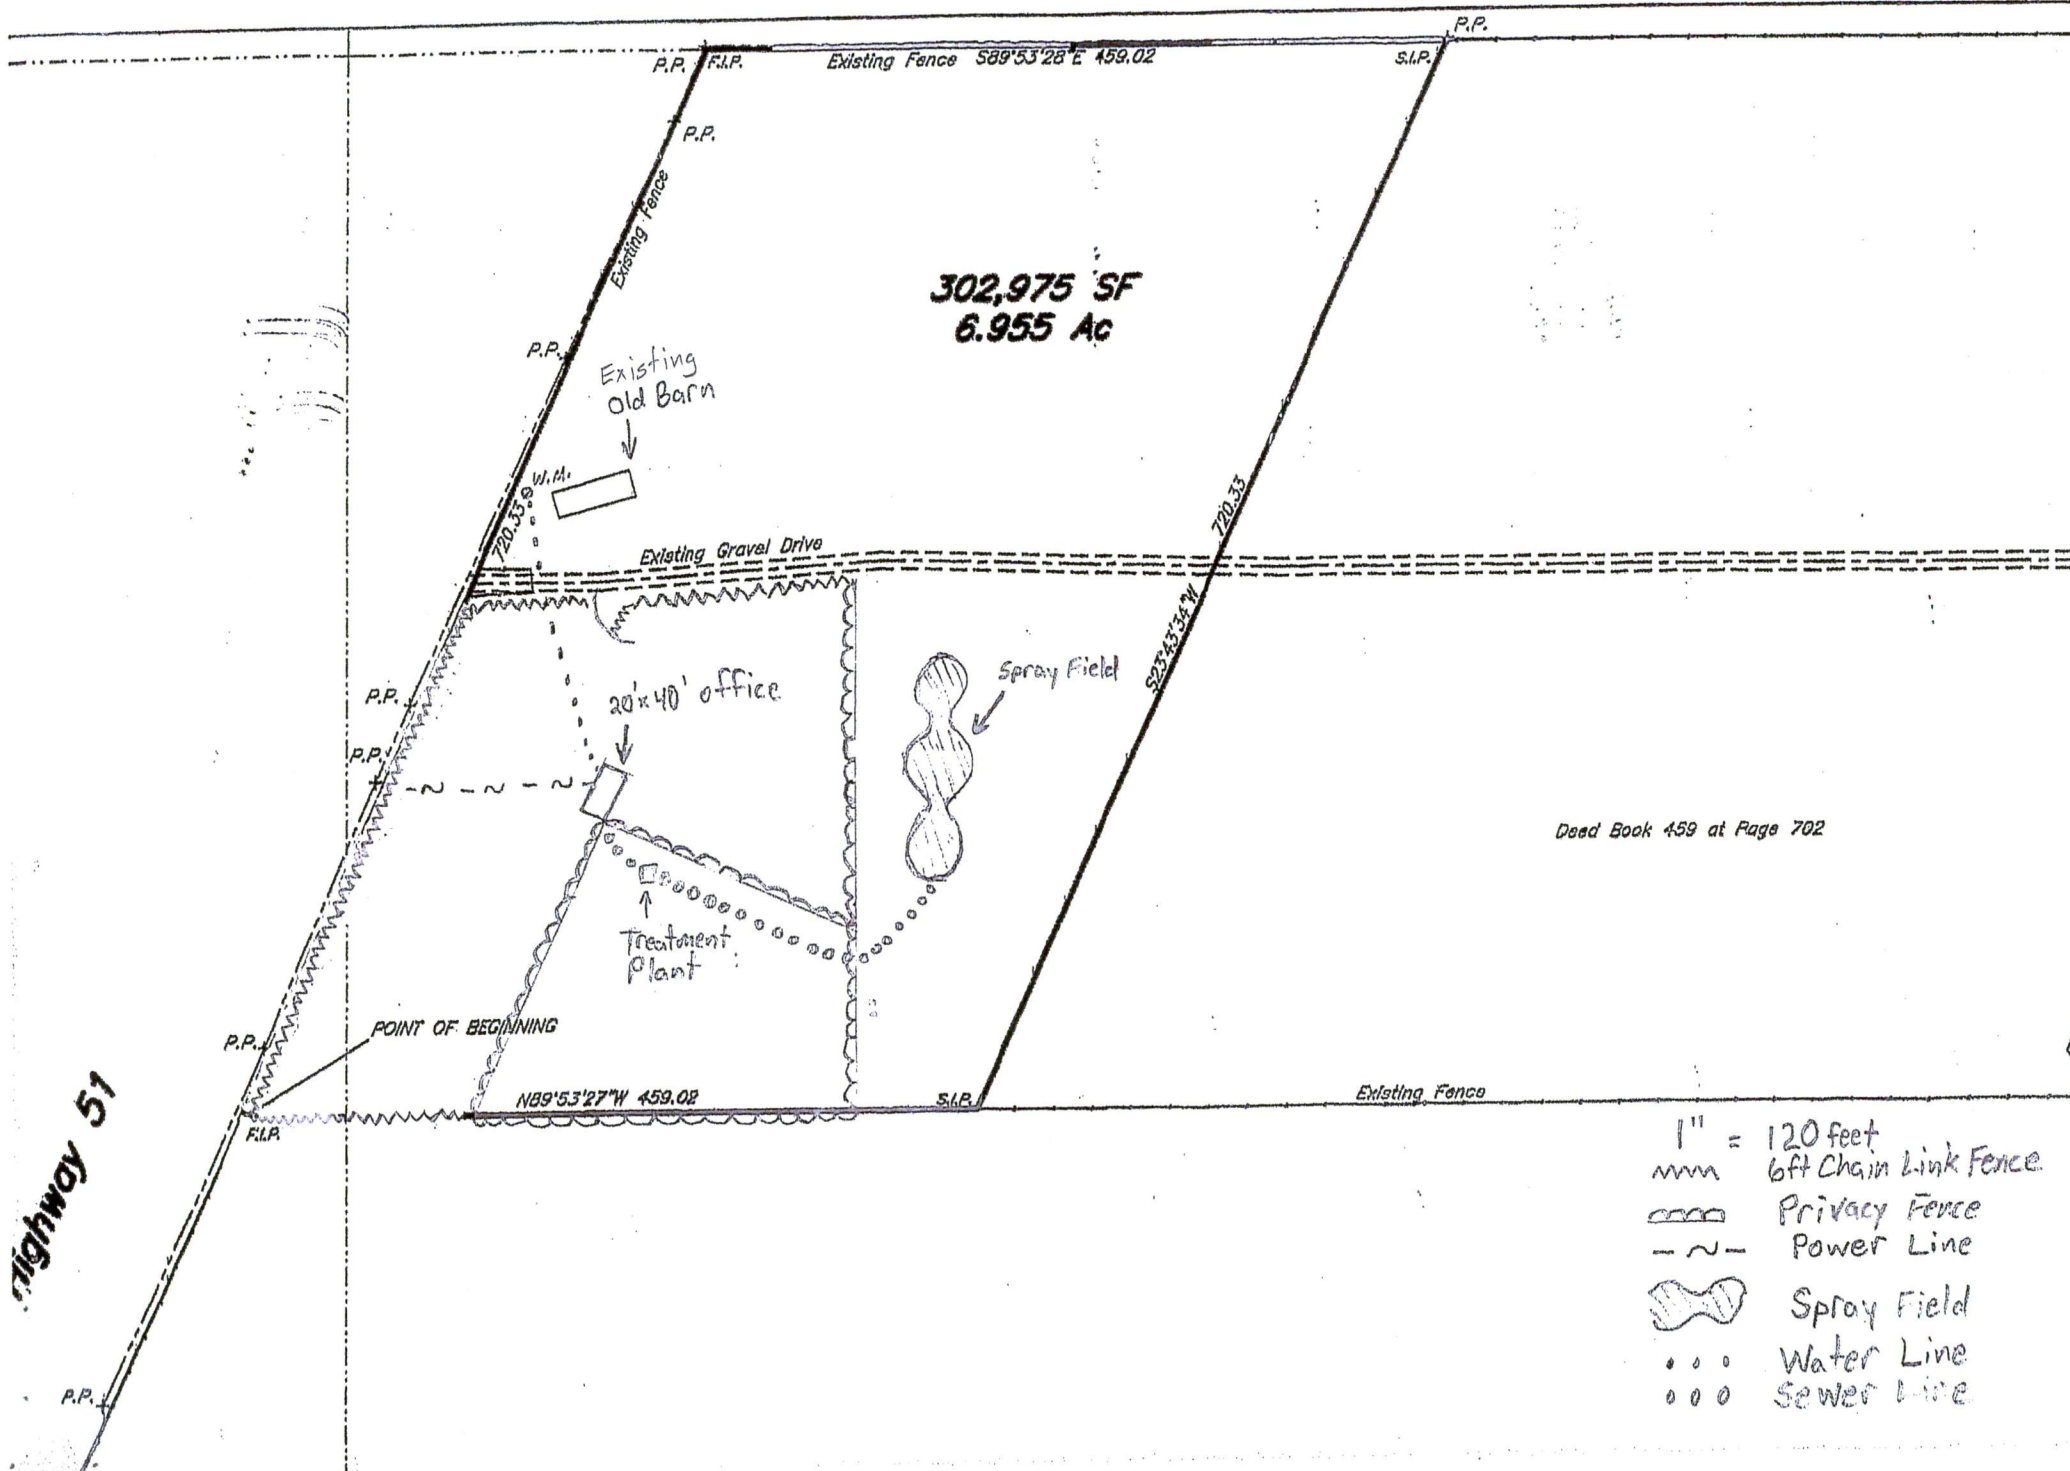 P.P.
P.P. F.I.P.
Existing Fence S89°53'28"E 459.02
S.I.P.
P.P.
Existing Fence
302,975 SF
6.955 Ac
P.P.
Existing
Old Barn
W.M.
720.33
720.33
Existing Gravel Drive
S23°43'34"W
Spray Field
P.P.
20'x40' office
P.P.
Deed Book 459 at Page 702
Treatment
Plant
POINT OF BEGINNING
P.P.
Highway 51
N89°53'27"W 459.02
S.I.P.
Existing Fence
F.I.P.
1" = 120 feet
6ft Chain Link Fence
Privacy Fence
Power Line
Spray Field
Water Line
Sewer Line
P.P.